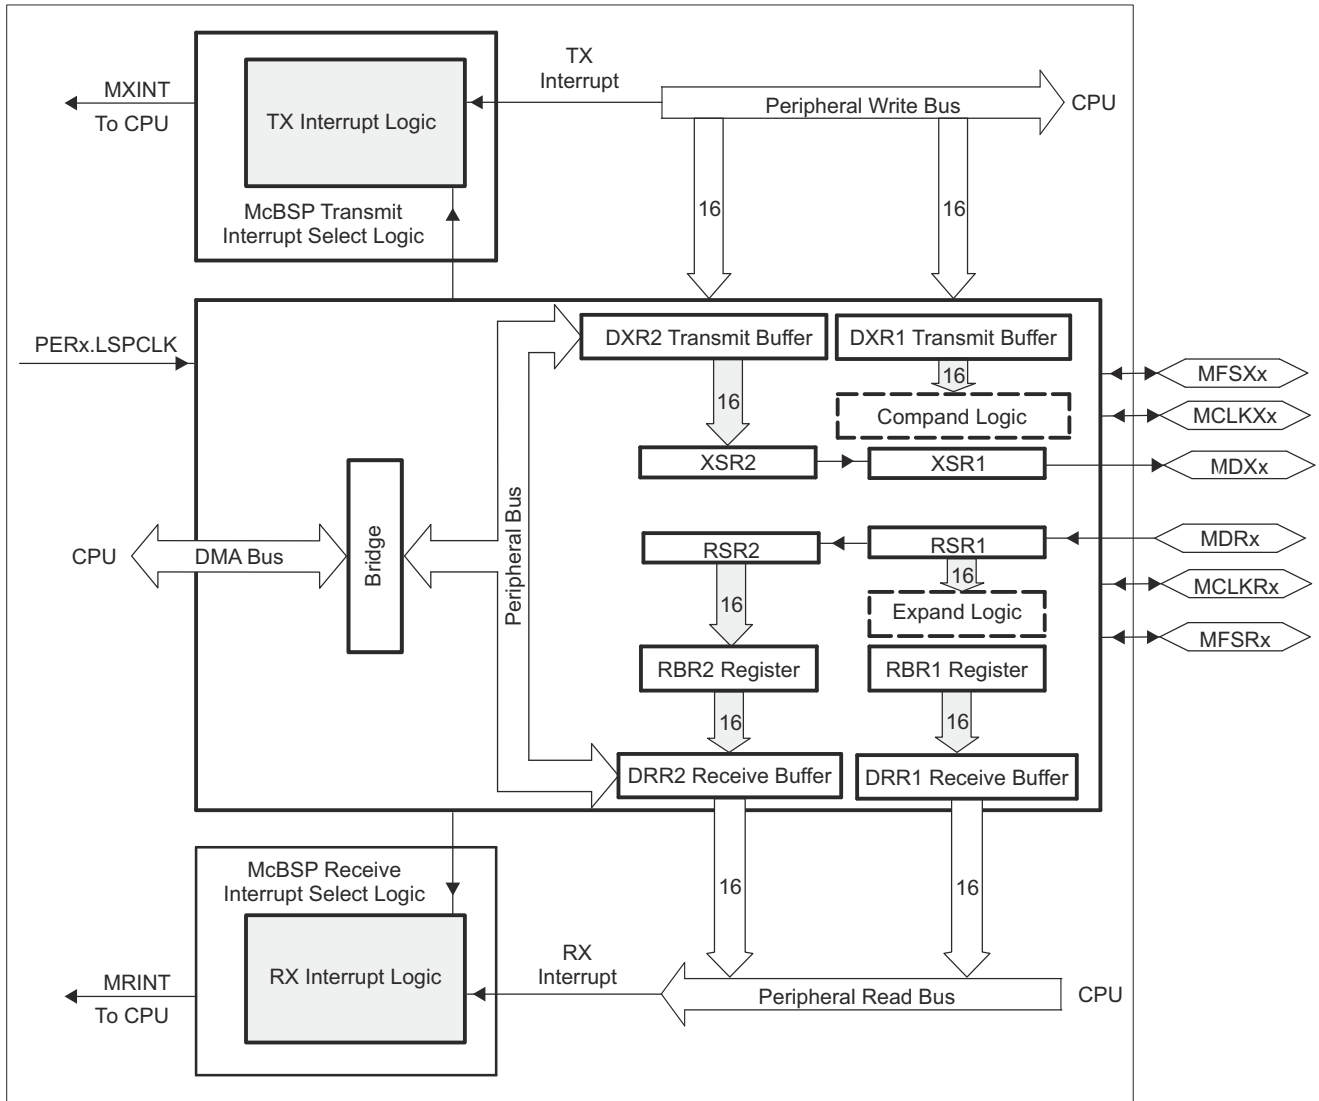 TX
Interrupt
MXINT
To CPU
TX Interrupt Logic
Peripheral Write Bus
CPU
McBSP Transmit
Interrupt Select Logic
16
16
PERx.LSPCLK
DXR2 Transmit Buffer
DXR1 Transmit Buffer
16
16
Compand Logic
MFSXx
MCLKXx
XSR2
XSR1
MDXx
Peripheral Bus
CPU
DMA Bus
Bridge
RSR2
RSR1
MDRx
16
16
Expand Logic
MCLKRx
MFSRx
RBR2 Register
RBR1 Register
16
16
DRR2 Receive Buffer
DRR1 Receive Buffer
McBSP Receive
Interrupt Select Logic
16
16
RX Interrupt Logic
RX
Interrupt
MRINT
To CPU
Peripheral Read Bus
CPU